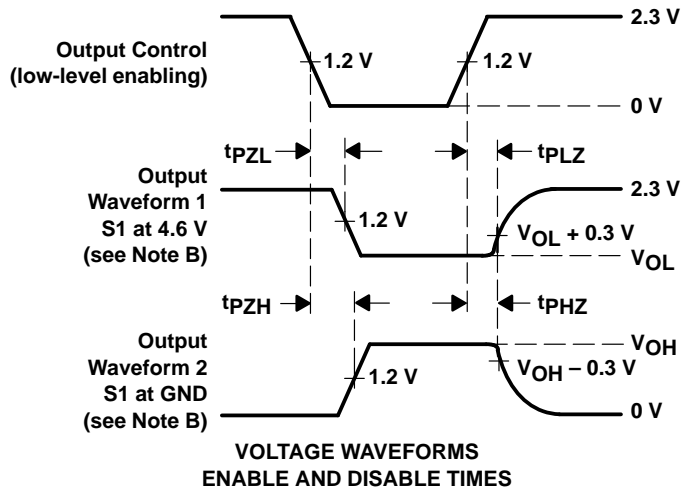 2.3 V
Output Control
(low-level enabling)
1.2 V
1.2 V
0 V
tPZL
tPLZ
Output
Waveform 1
S1 at 4.6 V
(see Note B)
2.3 V
1.2 V
VOL + 0.3 V
VOL
tPZH
tPHZ
Output
Waveform 2
S1 at GND
(see Note B)
VOH
1.2 V
VOH – 0.3 V
0 V
VOLTAGE WAVEFORMS
ENABLE AND DISABLE TIMES